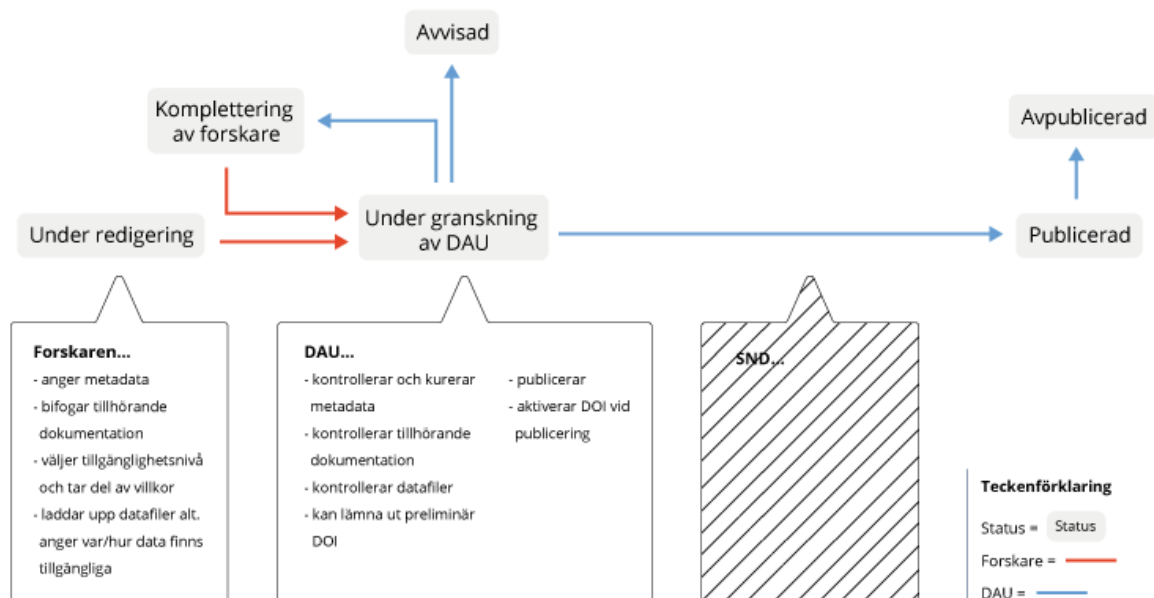 Avvisad
Komplettering
av forskare
Avpublicerad
Under redigering
Under granskning
av DAU
Publicerad
Forskaren...
- anger metadata
- bifogar tillhörande
dokumentation
- väljer tillgänglighetsnivå
och tar del av villkor
- laddar upp datafiler alt.
anger var/hur data finns
tillgängliga
DAU...
- kontrollerar och kurerar
metadata
- kontrollerar tillhörande
dokumentation
- kontrollerar datafiler
- kan lämna ut preliminär
DOI
- publicerar
- aktiverar DOI vid
publicering
SND...
Teckenförklaring
Status = Status
Forskare =
DAU =